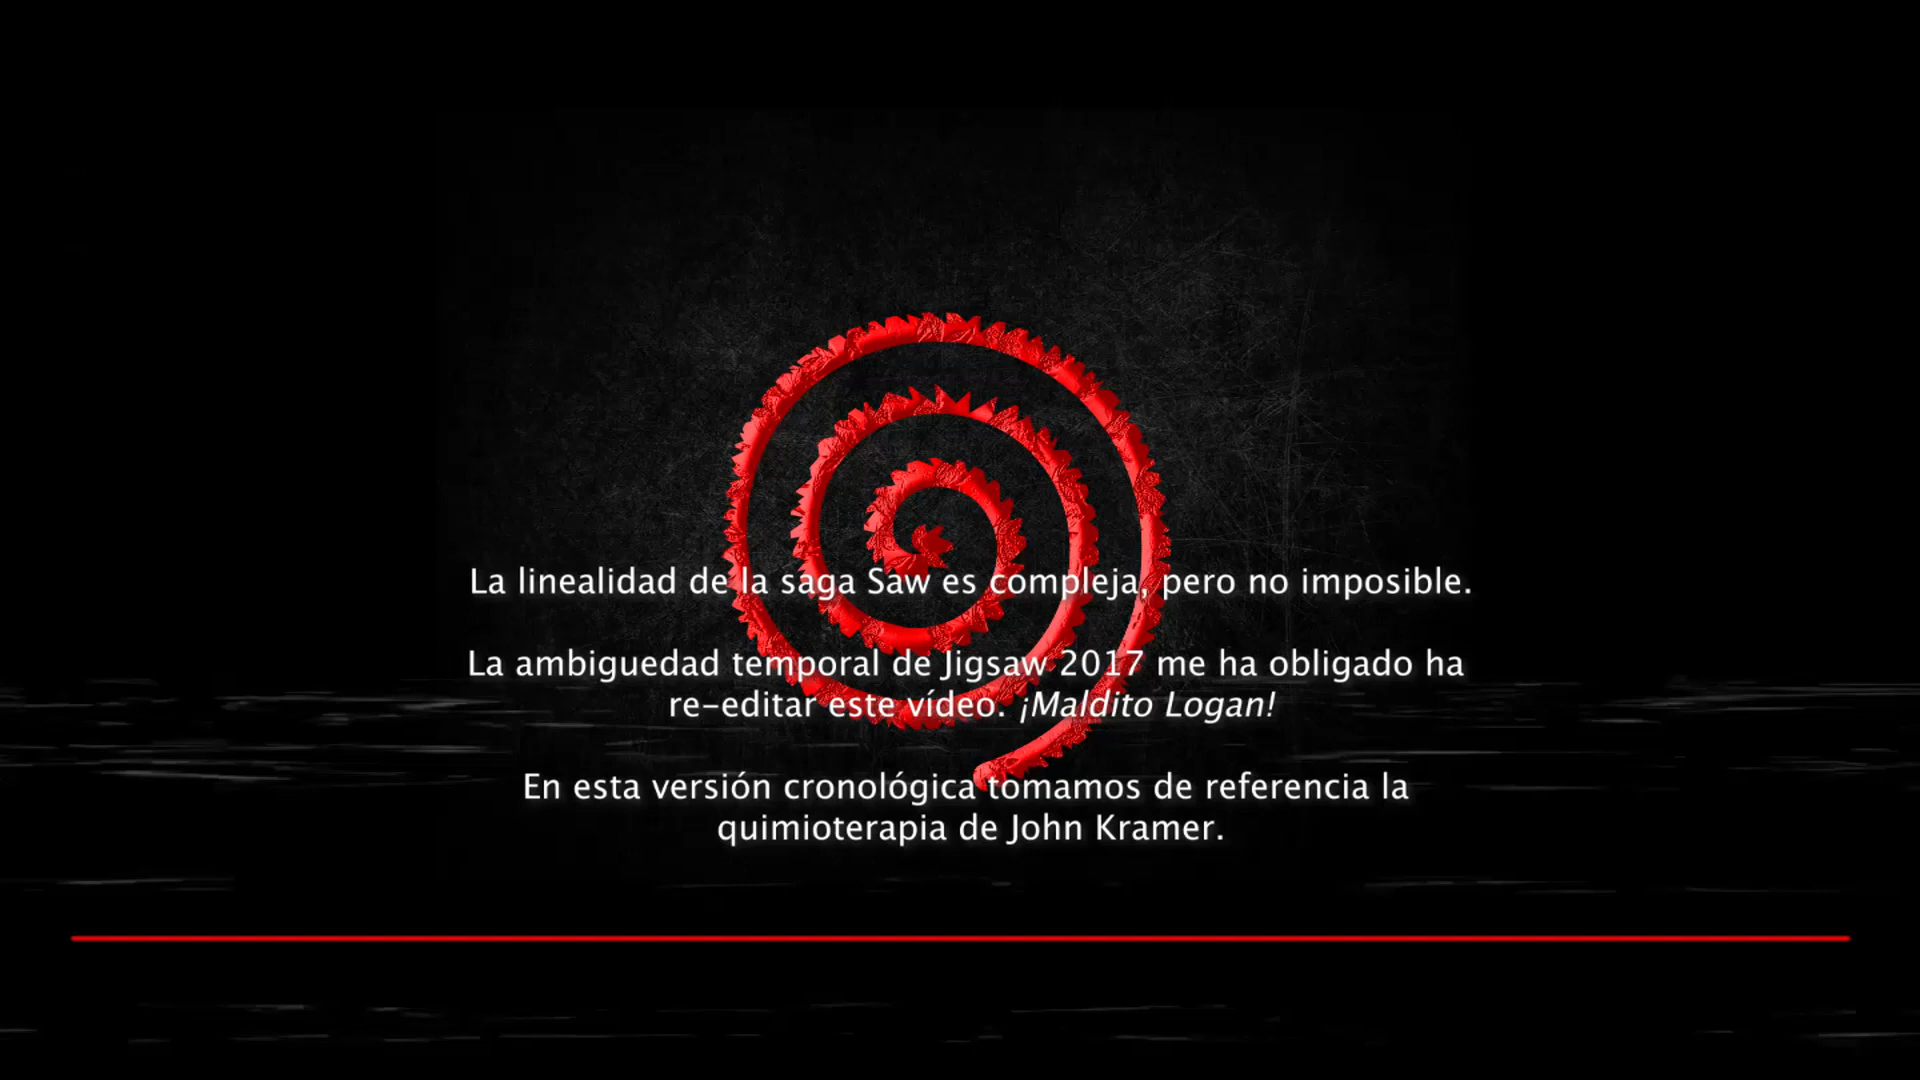 La linealidad de la saga Saw es compleja, pero no imposible.
La ambiguedad temporal de Jigsaw 2017 me ha obligado ha
re-editar este vídeo. ¡Maldito Logan!
En esta versión cronológica tomamos de referencia la
quimioterapia de John Kramer.